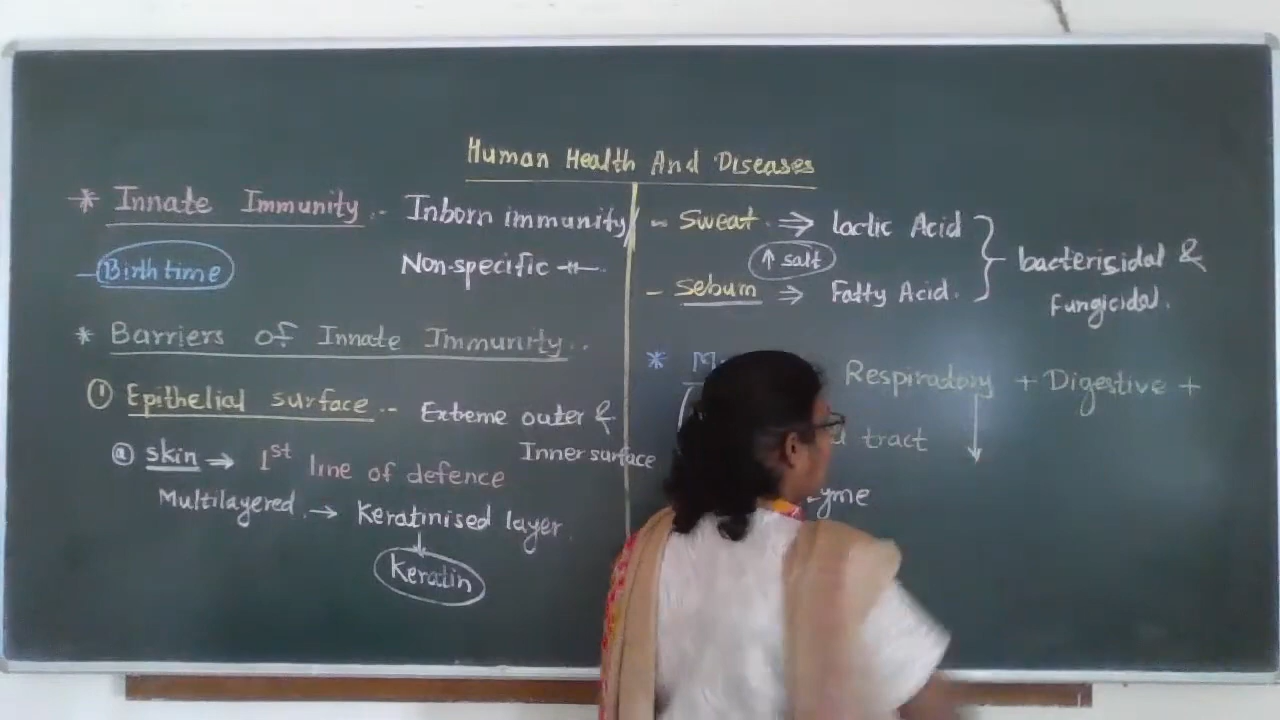 Human Health And Diseases
* Innate Immunity.- Inborn immunity
- Birth time
Non-specific -"-.
* Barriers of Innate Immunity..
① Epithelial surface.- Exteme outer &
Inner surface
ⓐ skin ⇒ 1st line of defence
Multilayered. → Keratinised layer.
↓
Keratin
- Sweat. ⇒ Lactic Acid
↑ salt
- Sebum ⇒ Fatty Acid.
} bacterisidal &
Fungicidal.
* Respiratory + Digestive +
tract
↓